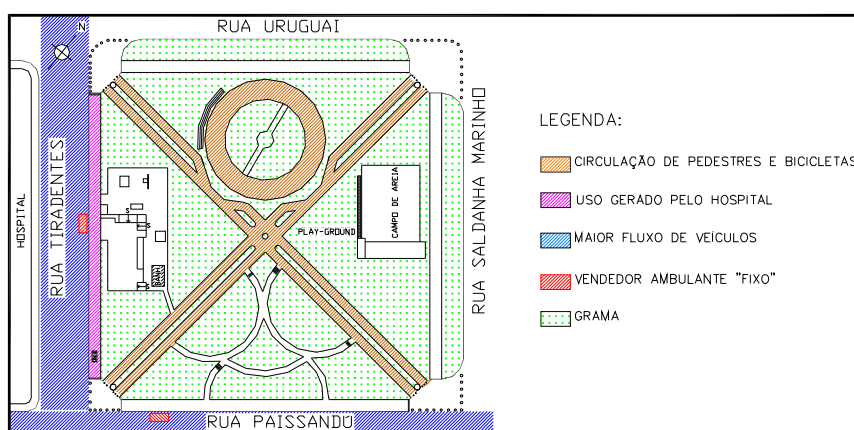 RUA URUGUAI
N
HOSPITAL
RUA TIRADENTES
PLAY-GROUND
CAMPO DE AREIA
RUA SALDANHA MARINHO
RUA PAISSANDÚ
LEGENDA:
CIRCULAÇÃO DE PEDESTRES E BICICLETAS
USO GERADO PELO HOSPITAL
MAIOR FLUXO DE VEÍCULOS
VENDEDOR AMBULANTE "FIXO"
GRAMA